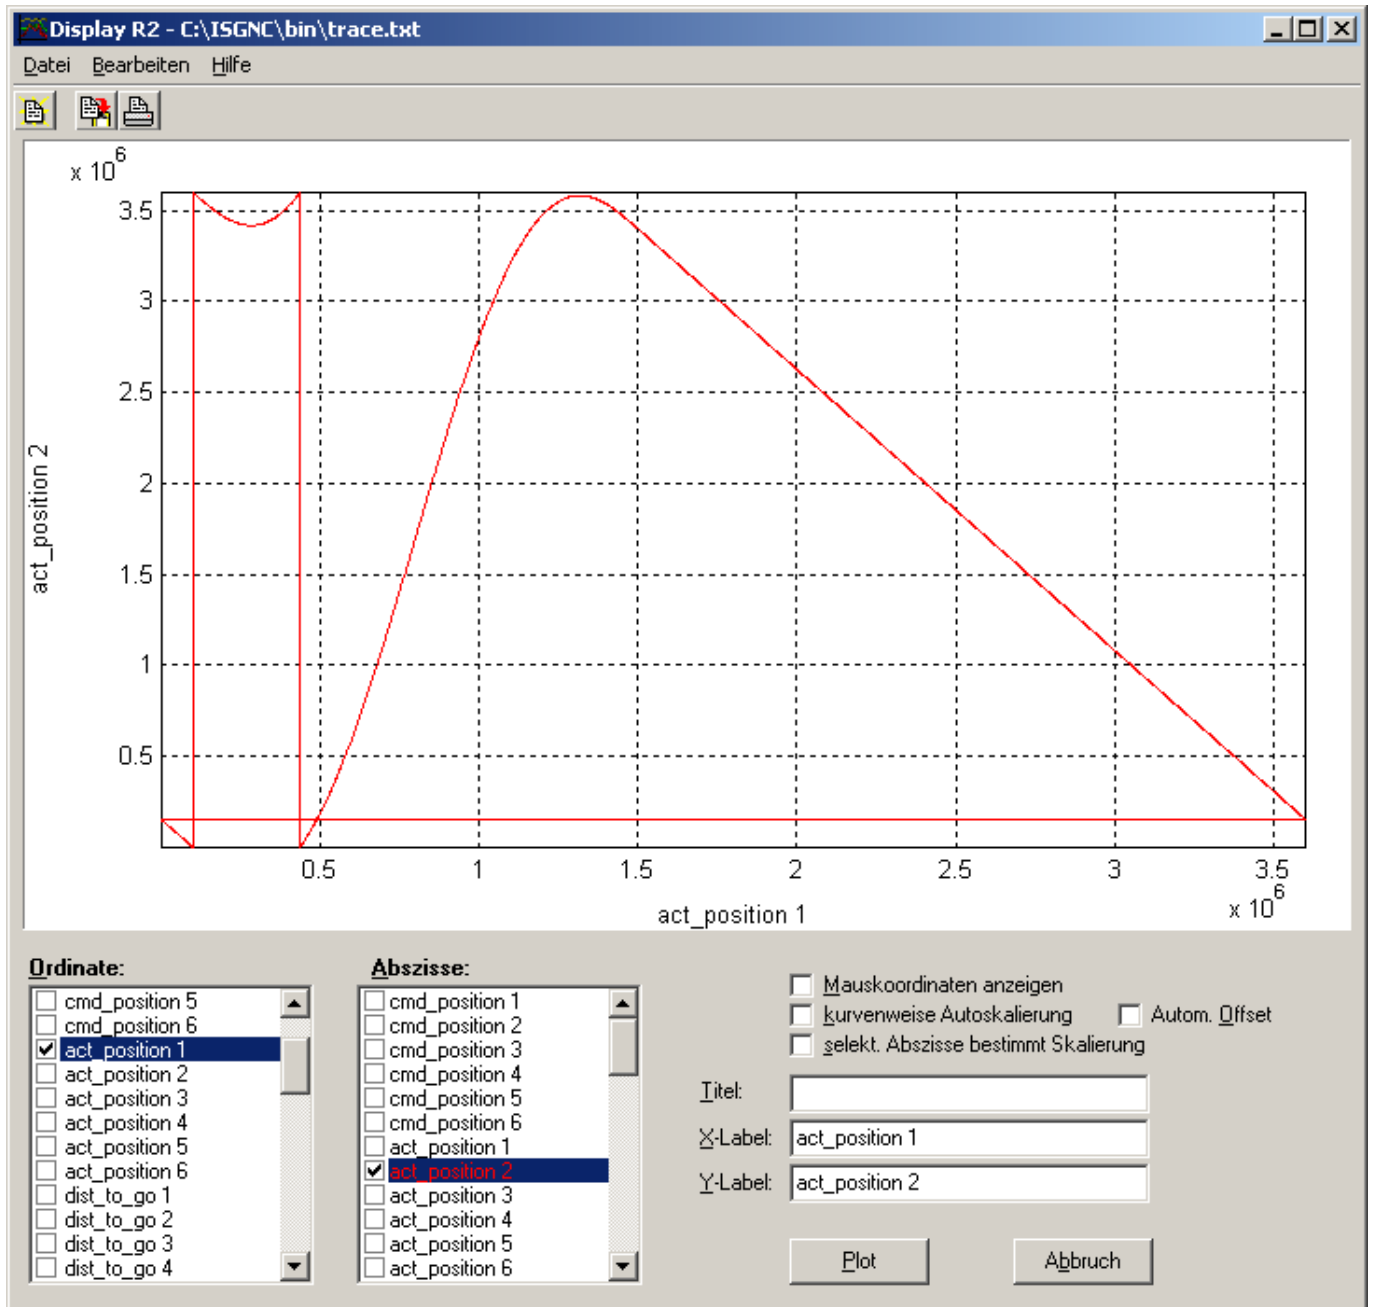 Display R2 - C:\ISGNC\bin\trace.txt
Datei Bearbeiten Hilfe
x 10^6
3.5
3
2.5
2
1.5
1
0.5
act_position 2
0.5 1 1.5 2 2.5 3 3.5
x 10^6
act_position 1
Ordinate:
cmd_position 5
cmd_position 6
act_position 1
act_position 2
act_position 3
act_position 4
act_position 5
act_position 6
dist_to_go 1
dist_to_go 2
dist_to_go 3
dist_to_go 4
Abszisse:
cmd_position 1
cmd_position 2
cmd_position 3
cmd_position 4
cmd_position 5
cmd_position 6
act_position 1
act_position 2
act_position 3
act_position 4
act_position 5
act_position 6
Mauskoordinaten anzeigen
kurvenweise Autoskalierung Autom. Offset
selekt. Abszisse bestimmt Skalierung
Titel:
X-Label: act_position 1
Y-Label: act_position 2
Plot Abbruch